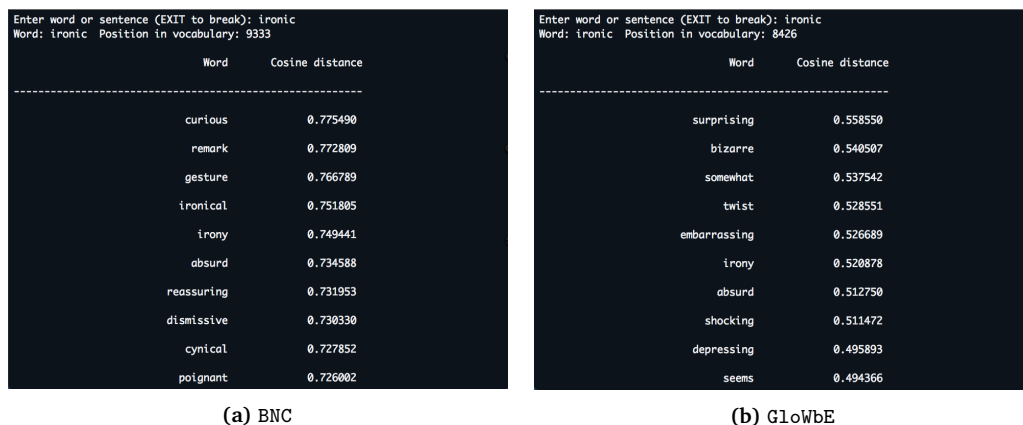 Enter word or sentence (EXIT to break): ironic
Word: ironic  Position in vocabulary: 9333
Word  Cosine distance
------------------------------------------------------------
curious  0.775490
remark  0.772809
gesture  0.766789
ironical  0.751805
irony  0.749441
absurd  0.734588
reassuring  0.731953
dismissive  0.730330
cynical  0.727852
poignant  0.726002
(a) BNC
Enter word or sentence (EXIT to break): ironic
Word: ironic  Position in vocabulary: 8426
Word  Cosine distance
------------------------------------------------------------
surprising  0.558550
bizarre  0.540507
somewhat  0.537542
twist  0.528551
embarrassing  0.526689
irony  0.520878
absurd  0.512750
shocking  0.511472
depressing  0.495893
seems  0.494366
(b) GloWbE